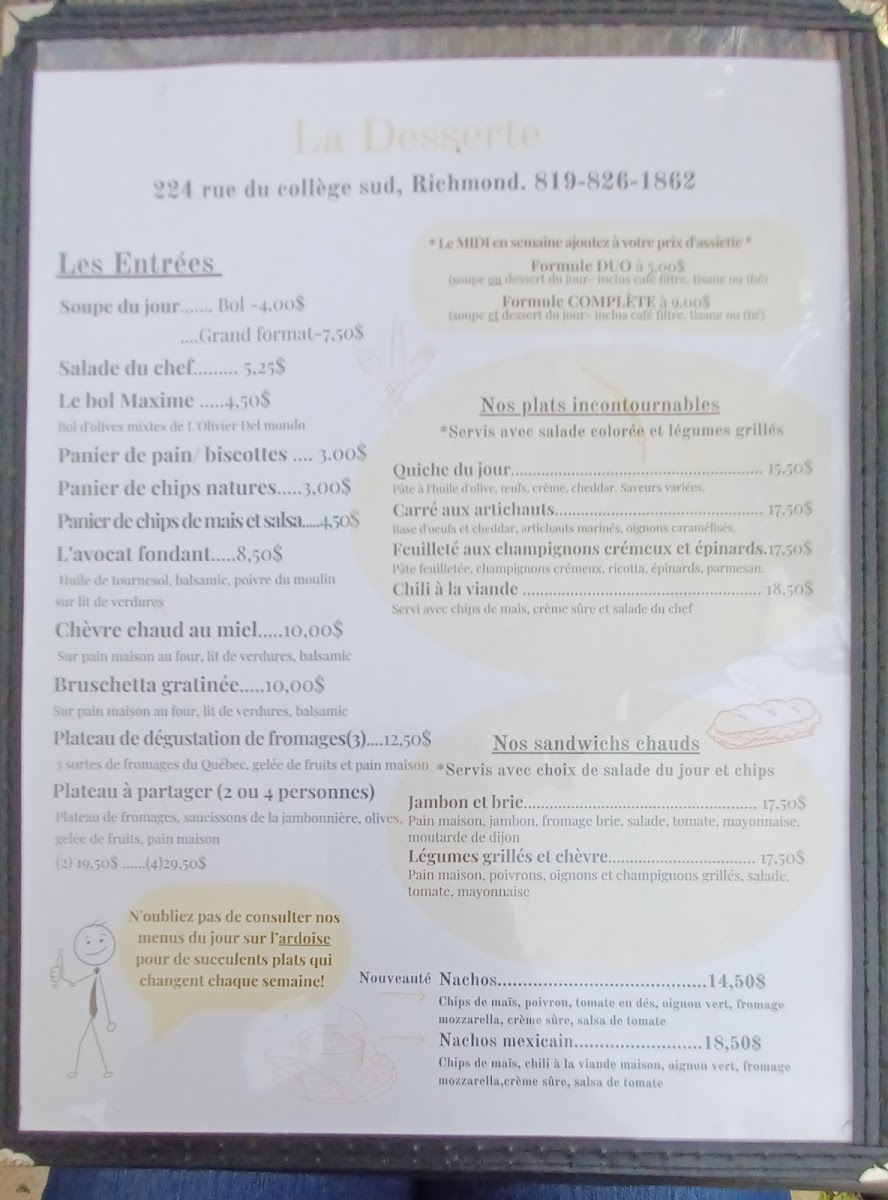 La Desserte
224 rue du collège sud, Richmond. 819-826-1862
Les Entrées
Soupe du jour....... Bol -4,00$
....Grand format-7,50$
Salade du chef......... 5,25$
Le bol Maxime .....4,50$
Bol d'olives mixtes de L'Olivier Del mondo
Panier de pain/ biscottes .... 3,00$
Panier de chips natures.....3,00$
Panier de chips de mais et salsa.....4,50$
L'avocat fondant.....8,50$
Huile de tournesol, balsamic, poivre du moulin
sur lit de verdures
Chèvre chaud au miel.....10,00$
Sur pain maison au four, lit de verdures, balsamic
Bruschetta gratinée.....10,00$
Sur pain maison au four, lit de verdures, balsamic
Plateau de dégustation de fromages(3)....12,50$
3 sortes de fromages du Québec, gelée de fruits et pain maison
Plateau à partager (2 ou 4 personnes)
Plateau de fromages, saucissons de la jambonnière, olives,
gelée de fruits, pain maison
(2) 19,50$ ......(4)29,50$
N'oubliez pas de consulter nos
menus du jour sur l'ardoise
pour de succulents plats qui
changent chaque semaine!
*Le MIDI en semaine ajoutez à votre prix d'assiette *
Formule DUO à 5,00$
(soupe ou dessert du jour- inclus café filtre, tisane ou thé)
Formule COMPLÈTE à 9,00$
(soupe et dessert du jour- inclus café filtre, tisane ou thé)
Nos plats incontournables
*Servis avec salade colorée et légumes grillés
Quiche du jour.................................................... 15,50$
Pâte à l'huile d'olive, œufs, crème, cheddar. Saveurs variées.
Carré aux artichauts........................................... 17,50$
Base d'oeufs et cheddar, artichauts marinés, oignons caramélisés.
Feuilleté aux champignons crémeux et épinards.17,50$
Pâte feuilletée, champignons crémeux, ricotta, épinards, parmesan.
Chili à la viande ................................................. 18,50$
Servi avec chips de mais, crème sûre et salade du chef
Nos sandwichs chauds
*Servis avec choix de salade du jour et chips
Jambon et brie................................................ 17,50$
Pain maison, jambon, fromage brie, salade, tomate, mayonnaise,
moutarde de dijon
Légumes grillés et chèvre.............................. 17,50$
Pain maison, poivrons, oignons et champignons grillés, salade,
tomate, mayonnaise
Nouveauté Nachos.......................................14,50$
Chips de maïs, poivron, tomate en dés, oignon vert, fromage
mozzarella, crème sûre, salsa de tomate
Nachos mexicain.......................18,50$
Chips de maïs, chili à la viande maison, oignon vert, fromage
mozzarella,crème sûre, salsa de tomate